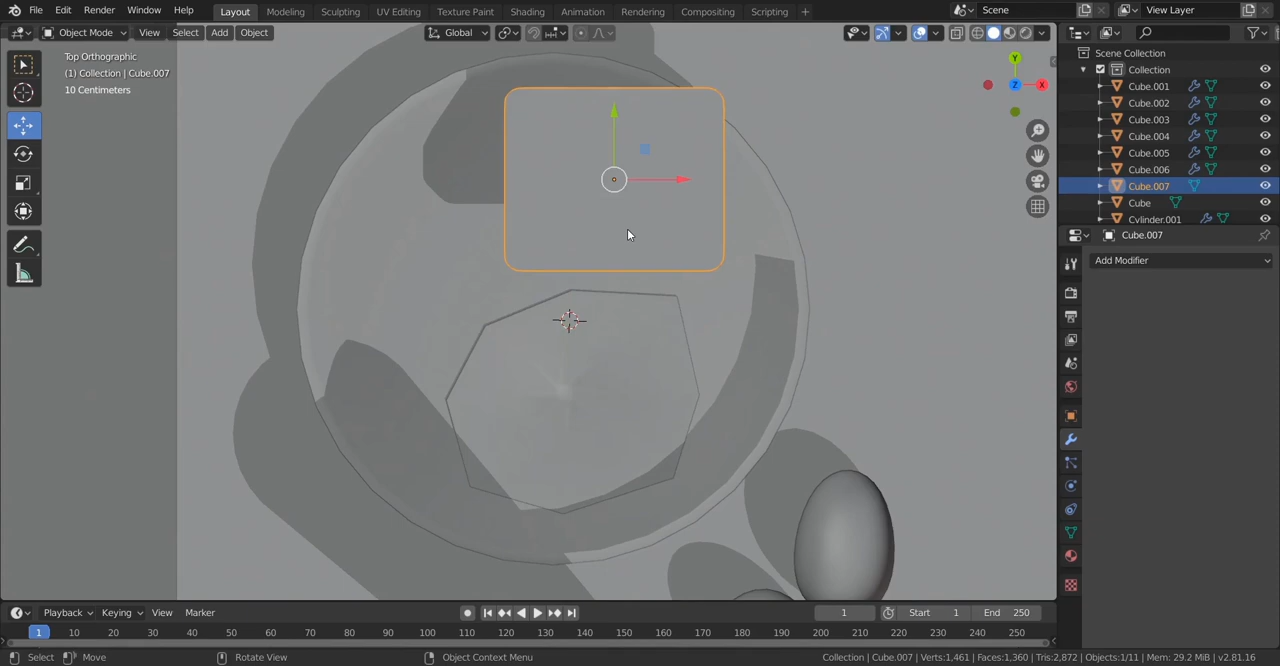 File Edit Render Window Help Layout Modeling Sculpting UV Editing Texture Paint Shading Animation Rendering Compositing Scripting + Scene View Layer
Object Mode View Select Add Object Global
Top Orthographic
(1) Collection | Cube.007
10 Centimeters
Y
Z
X
Scene Collection
Collection
Cube.001
Cube.002
Cube.003
Cube.004
Cube.005
Cube.006
Cube.007
Cube
Cylinder.001
Cube.007
Add Modifier
Playback Keying View Marker 1 Start 1 End 250
1 10 20 30 40 50 60 70 80 90 100 110 120 130 140 150 160 170 180 190 200 210 220 230 240 250
Select Move Rotate View Object Context Menu Collection | Cube.007 | Verts:1,461 | Faces:1,360 | Tris:2,872 | Objects:1/11 | Mem: 29.2 MiB | v2.81.16